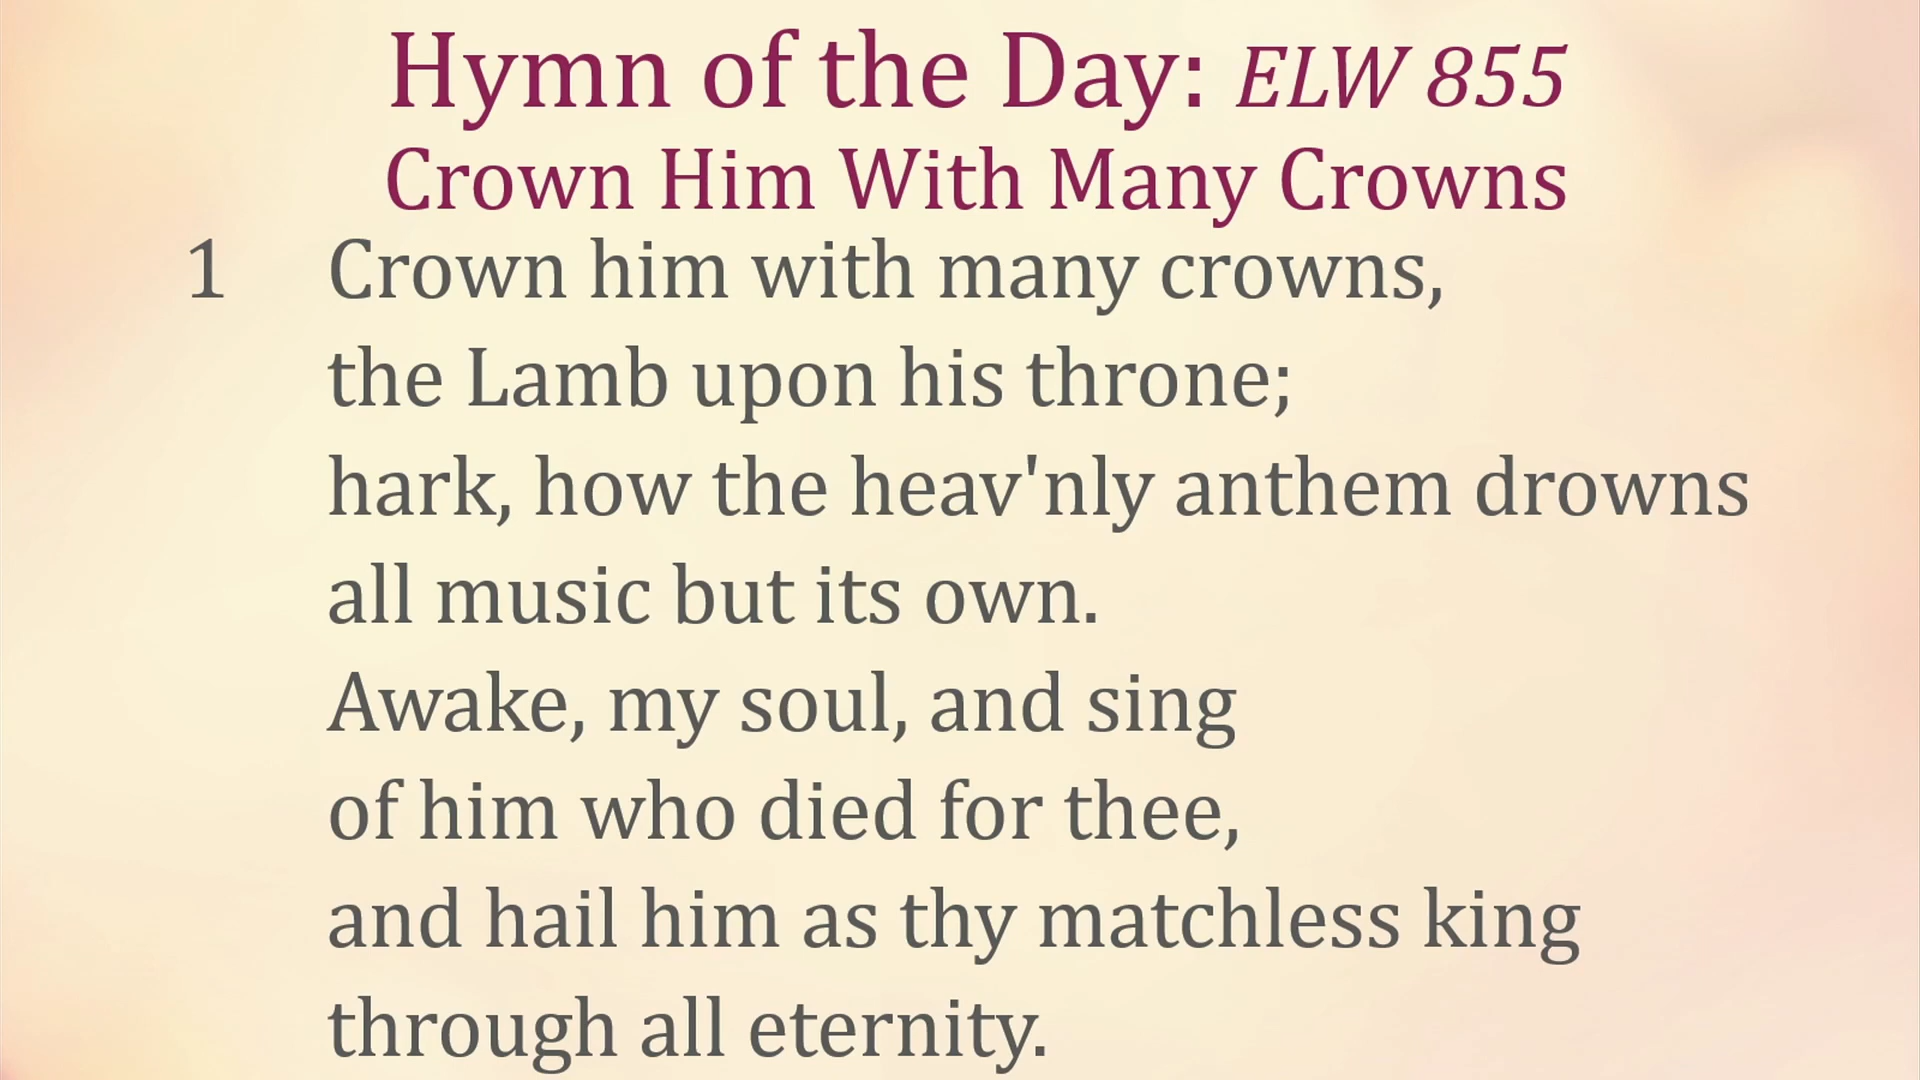 Hymn of the Day: ELW 855
Crown Him With Many Crowns
1 Crown him with many crowns,
the Lamb upon his throne;
hark, how the heav'nly anthem drowns
all music but its own.
Awake, my soul, and sing
of him who died for thee,
and hail him as thy matchless king
through all eternity.